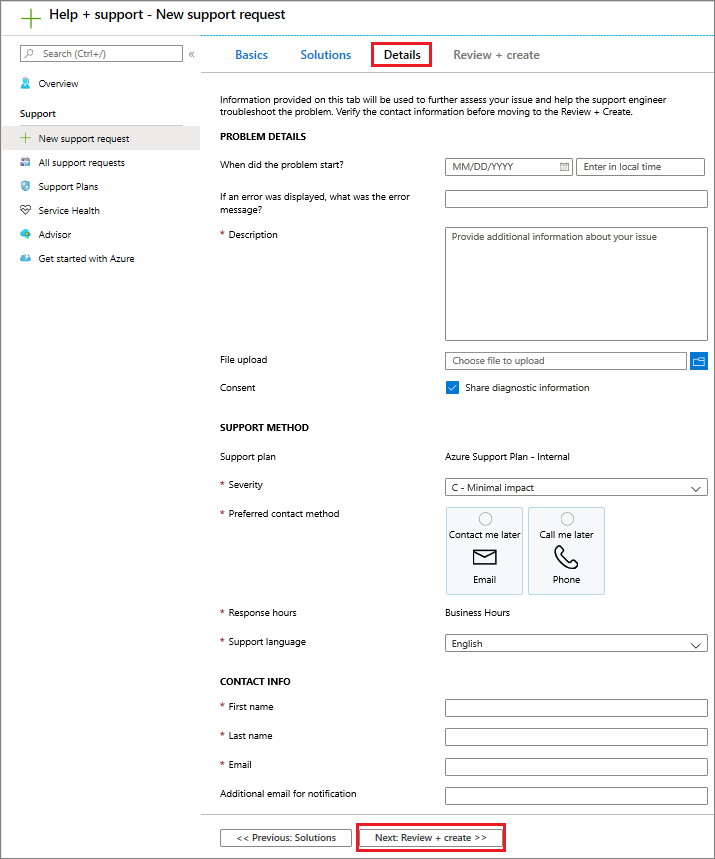 Help + support - New support request
Search (Ctrl+/)
«
Overview
Support
New support request
All support requests
Support Plans
Service Health
Advisor
Get started with Azure
Basics
Solutions
Details
Review + create
Information provided on this tab will be used to further assess your issue and help the support engineer
troubleshoot the problem. Verify the contact information before moving to the Review + Create.
PROBLEM DETAILS
When did the problem start?
MM/DD/YYYY
Enter in local time
If an error was displayed, what was the error
message?
* Description
Provide additional information about your issue
File upload
Choose file to upload
Consent
Share diagnostic information
SUPPORT METHOD
Support plan
Azure Support Plan - Internal
* Severity
C - Minimal impact
* Preferred contact method
Contact me later
Email
Call me later
Phone
* Response hours
Business Hours
* Support language
English
CONTACT INFO
* First name
* Last name
* Email
Additional email for notification
<< Previous: Solutions
Next: Review + create >>